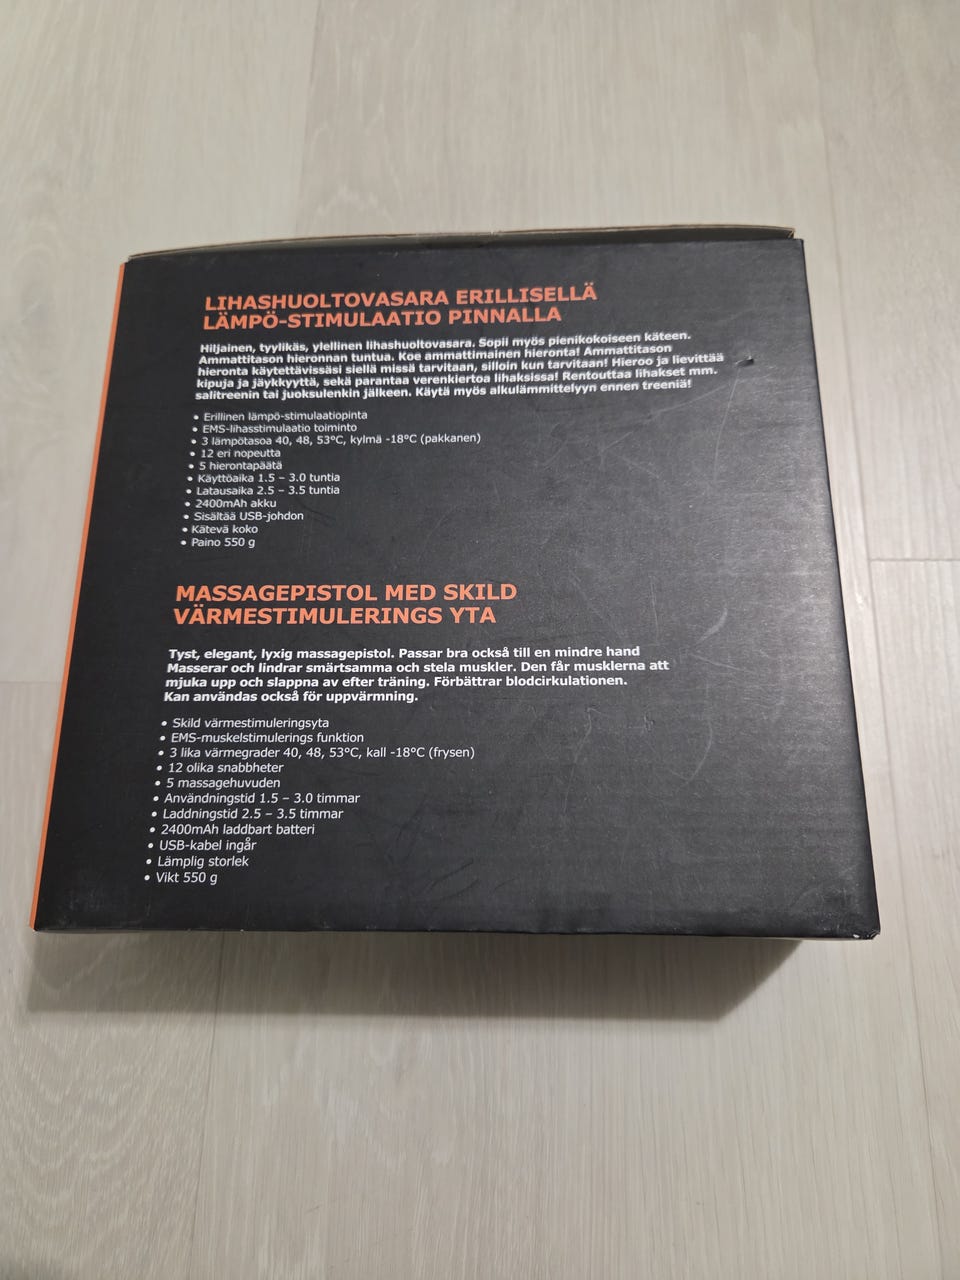 LIHASHUOLTOVASARA ERILLISELLÄ
LÄMPÖ-STIMULAATIO PINNALLA
Hiljainen, tyylikäs, ylellinen lihashuoltovasara. Sopii myös pienikokoiseen käteen.
Ammattitason hieronnan tuntua. Koe ammattimainen hieronta! Ammattitason
hieronta käytettävissäsi siellä missä tarvitaan, silloin kun tarvitaan! Hieroo ja lievittää
kipuja ja jäykkyyttä, sekä parantaa verenkiertoa lihaksissa! Rentouttaa lihakset mm.
salitreenin tai juoksulenkin jälkeen. Käytä myös alkulämmittelyyn ennen treeniä!
• Erillinen lämpö-stimulaatiopinta
• EMS-lihasstimulaatio toiminto
• 3 lämpötasoa 40, 48, 53°C, kylmä -18°C (pakkanen)
• 12 eri nopeutta
• 5 hierontapäätä
• Käyttöaika 1.5 – 3.0 tuntia
• Latausaika 2.5 – 3.5 tuntia
• 2400mAh akku
• Sisältää USB-johdon
• Kätevä koko
• Paino 550 g
MASSAGEPISTOL MED SKILD
VÄRMESTIMULERINGS YTA
Tyst, elegant, lyxig massagepistol. Passar bra också till en mindre hand
Masserar och lindrar smärtsamma och stela muskler. Den får musklerna att
mjuka upp och slappna av efter träning. Förbättrar blodcirkulationen.
Kan användas också för uppvärmning.
• Skild värmestimuleringsyta
• EMS-muskelstimulerings funktion
• 3 lika värmegrader 40, 48, 53°C, kall -18°C (frysen)
• 12 olika snabbheter
• 5 massagehuvuden
• Användningstid 1.5 – 3.0 timmar
• Laddningstid 2.5 – 3.5 timmar
• 2400mAh laddbart batteri
• USB-kabel ingår
• Lämplig storlek
• Vikt 550 g